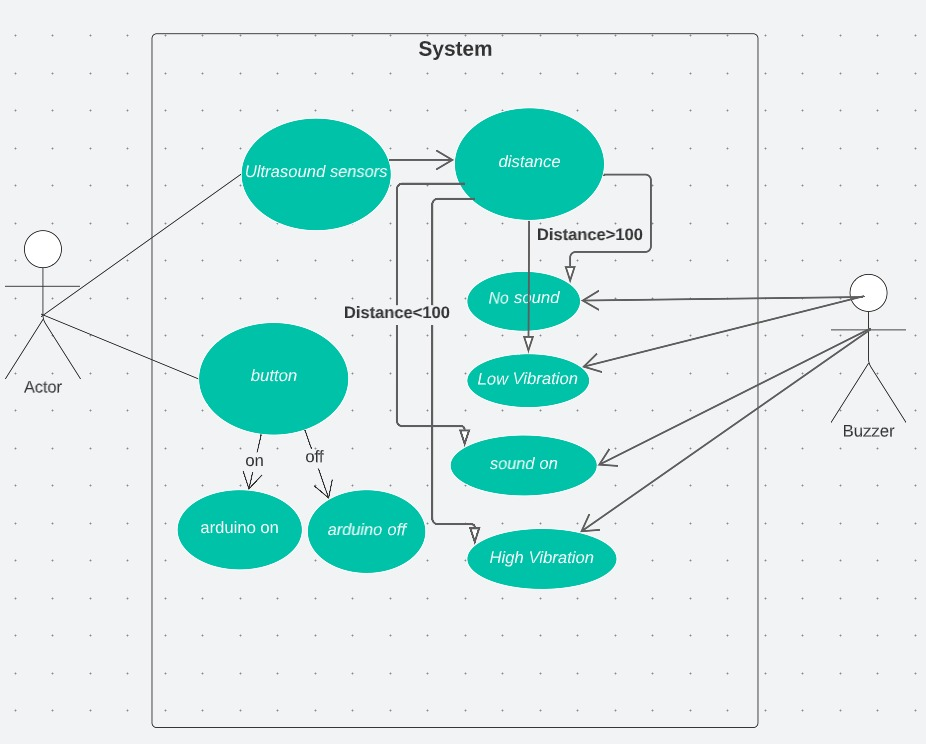 System
Ultrasound sensors
distance
Distance>100
No sound
Distance<100
Actor
button
Low Vibration
Buzzer
on
off
sound on
arduino on
arduino off
High Vibration